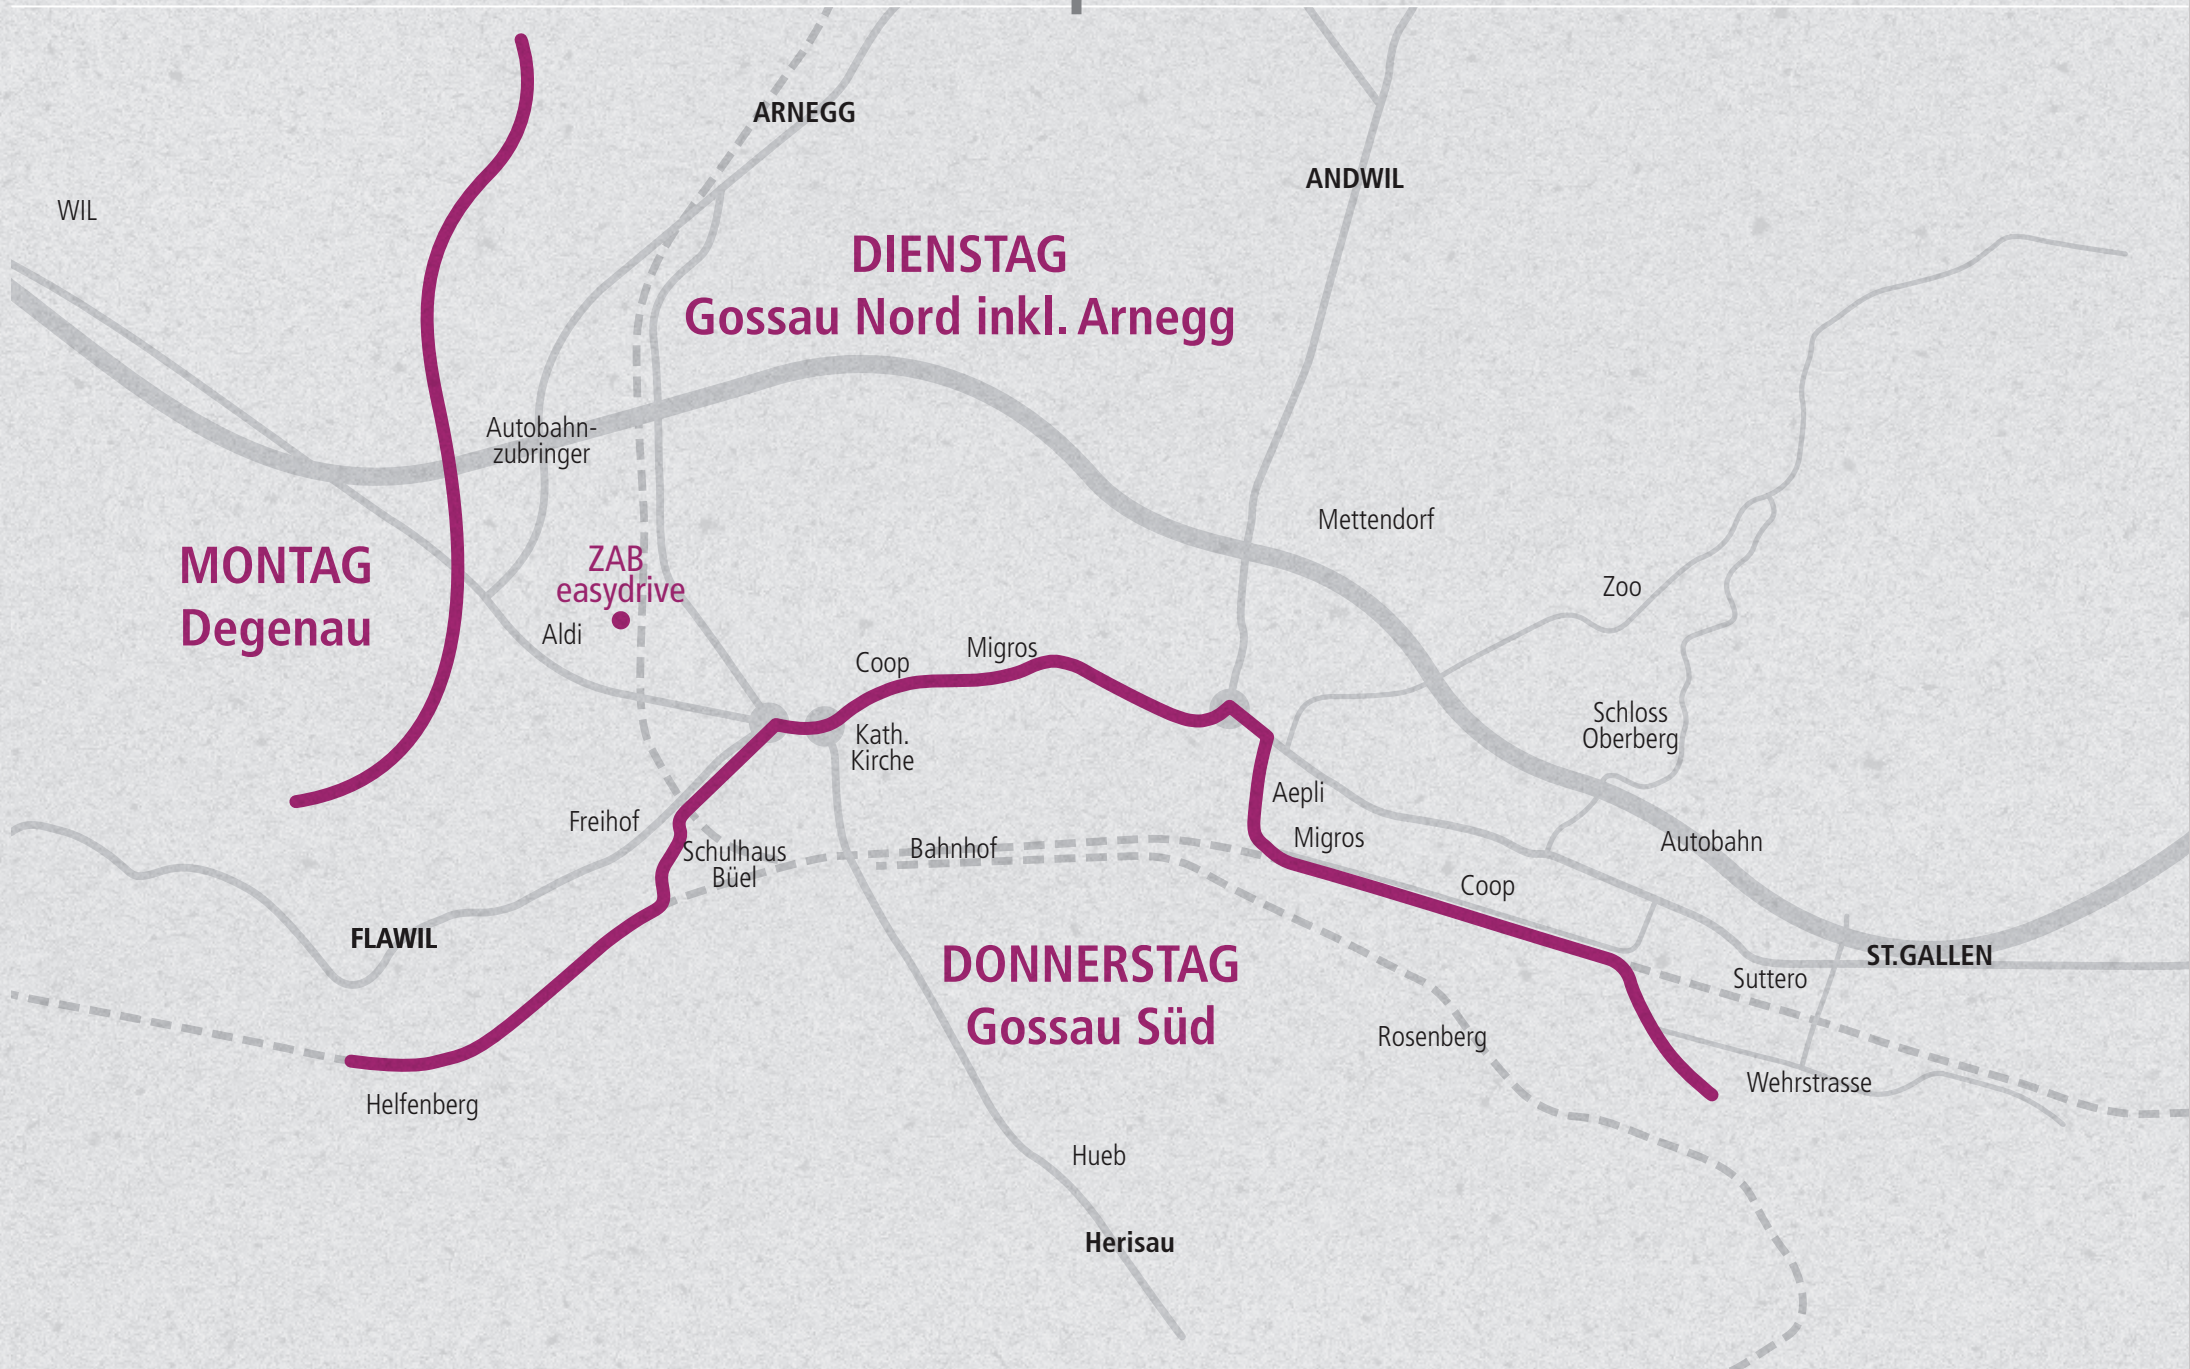 ARNEGG
ANDWIL
WIL
DIENSTAG
Gossau Nord inkl. Arnegg
Autobahn-
zubringer
Mettendorf
MONTAG
Degenau
ZAB
easydrive
Zoo
Aldi
Coop
Migros
Schloss
Oberberg
Kath.
Kirche
Aepli
Freihof
Migros
Schulhaus
Büel
Bahnhof
Autobahn
Coop
FLAWIL
DONNERSTAG
Gossau Süd
ST.GALLEN
Suttero
Rosenberg
Wehrstrasse
Helfenberg
Hueb
Herisau